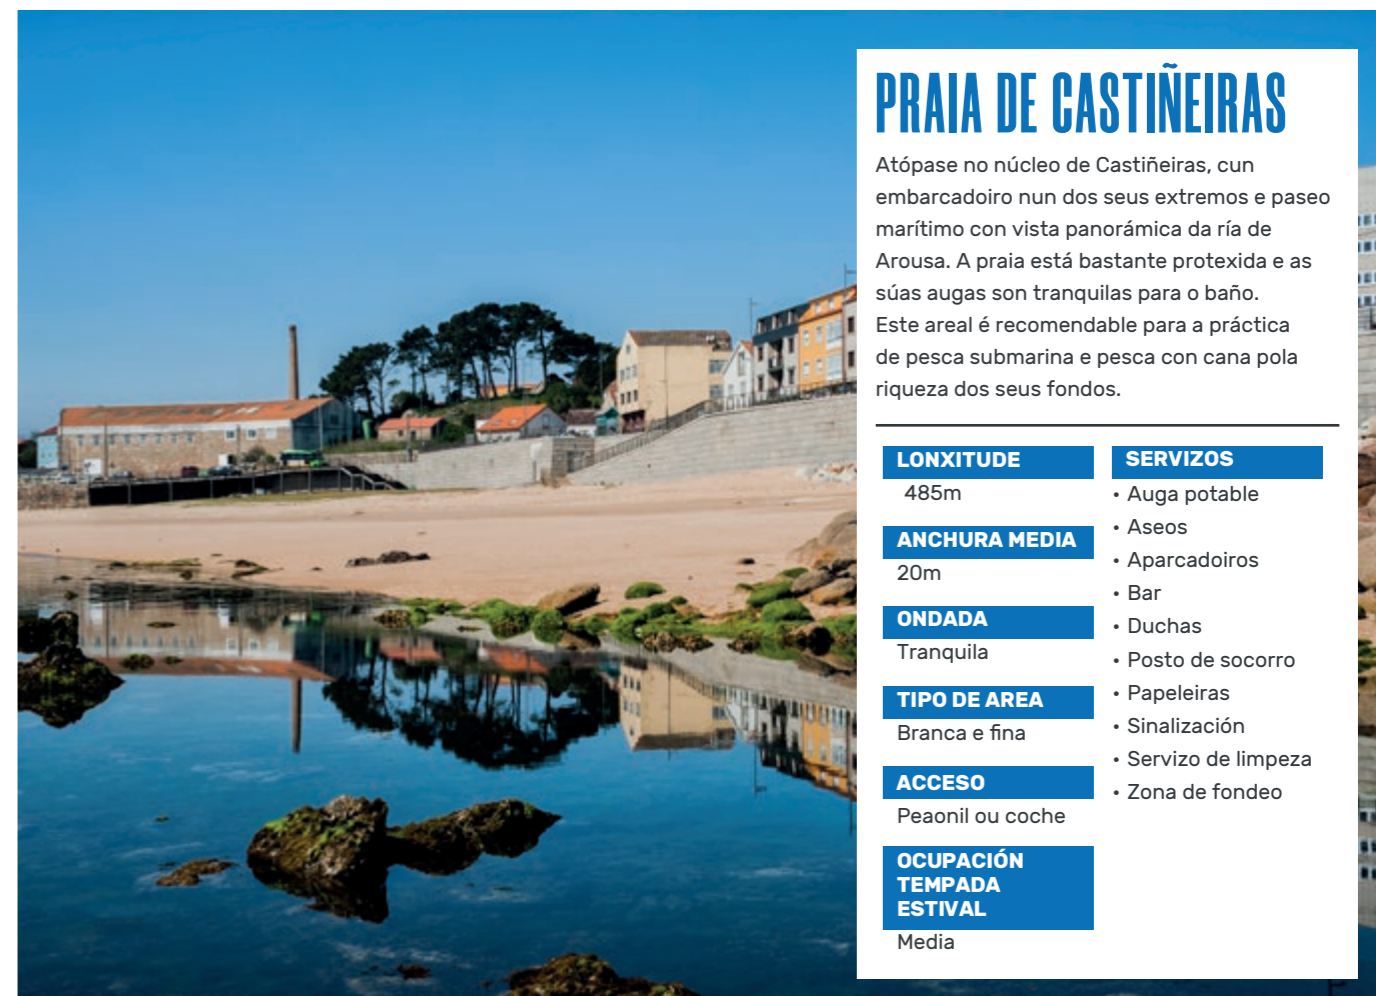 PRAIA DE CASTIÑEIRAS
Atópase no núcleo de Castiñeiras, cun
embarcadoiro nun dos seus extremos e paseo
marítimo con vista panorámica da ría de
Arousa. A praia está bastante protexida e as
súas augas son tranquilas para o baño.
Este areal é recomendable para a práctica
de pesca submarina e pesca con cana pola
riqueza dos seus fondos.
LONXITUDE
485m
ANCHURA MEDIA
20m
ONDADA
Tranquila
TIPO DE AREA
Branca e fina
ACCESO
Peaonil ou coche
OCUPACIÓN
TEMPADA
ESTIVAL
Media
SERVIZOS
• Auga potable
• Aseos
• Aparcadoiros
• Bar
• Duchas
• Posto de socorro
• Papeleiras
• Sinalización
• Servizo de limpeza
• Zona de fondeo